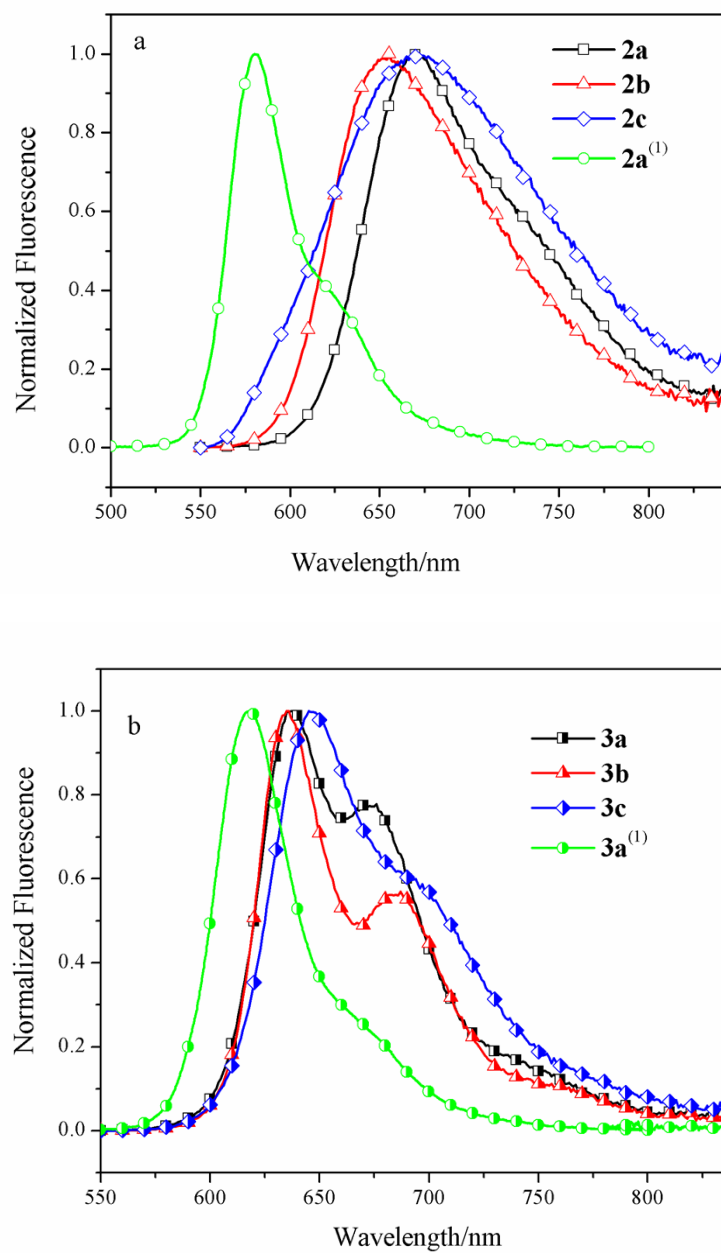 a
2a
2b
2c
2a(1)
1.0
0.8
0.6
0.4
0.2
0.0
Normalized Fluorescence
500 550 600 650 700 750 800
Wavelength/nm
b
3a
3b
3c
3a(1)
1.0
0.8
0.6
0.4
0.2
0.0
Normalized Fluorescence
550 600 650 700 750 800
Wavelength/nm